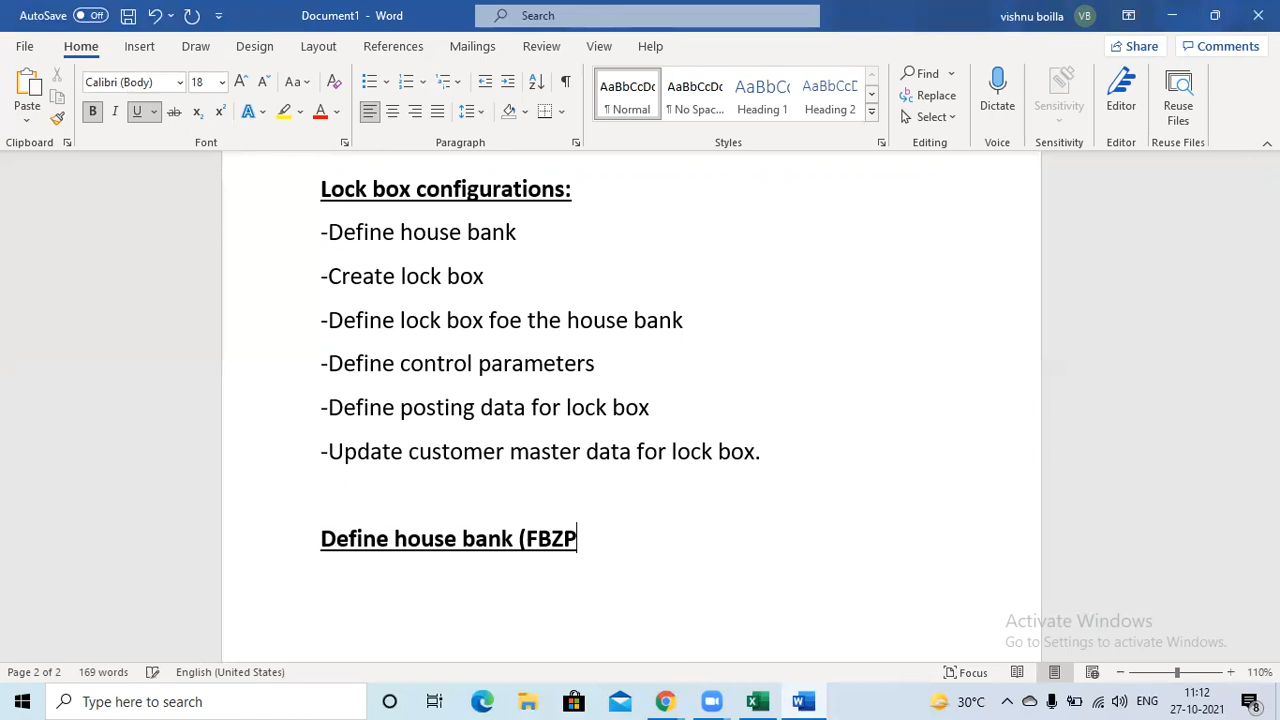 AutoSave Off Document1 - Word Search vishnu boilla VB
File Home Insert Draw Design Layout References Mailings Review View Help Share Comments
Paste Calibri (Body) 18 A A Aa A AaBbCcDc AaBbCcDc AaBbCc AaBbCcD Find Dictate Sensitivity Editor Reuse Files
B I U ab x₂ x² A A ¶ Normal ¶ No Spac... Heading 1 Heading 2 Replace
Select
Clipboard Font Paragraph Styles Editing Voice Sensitivity Editor Reuse Files
Lock box configurations:
-Define house bank
-Create lock box
-Define lock box foe the house bank
-Define control parameters
-Define posting data for lock box
-Update customer master data for lock box.
Define house bank (FBZP
Activate Windows
Go to Settings to activate Windows.
Page 2 of 2 169 words English (United States) Focus 110%
Type here to search 30°C ENG 11:12
27-10-2021 8